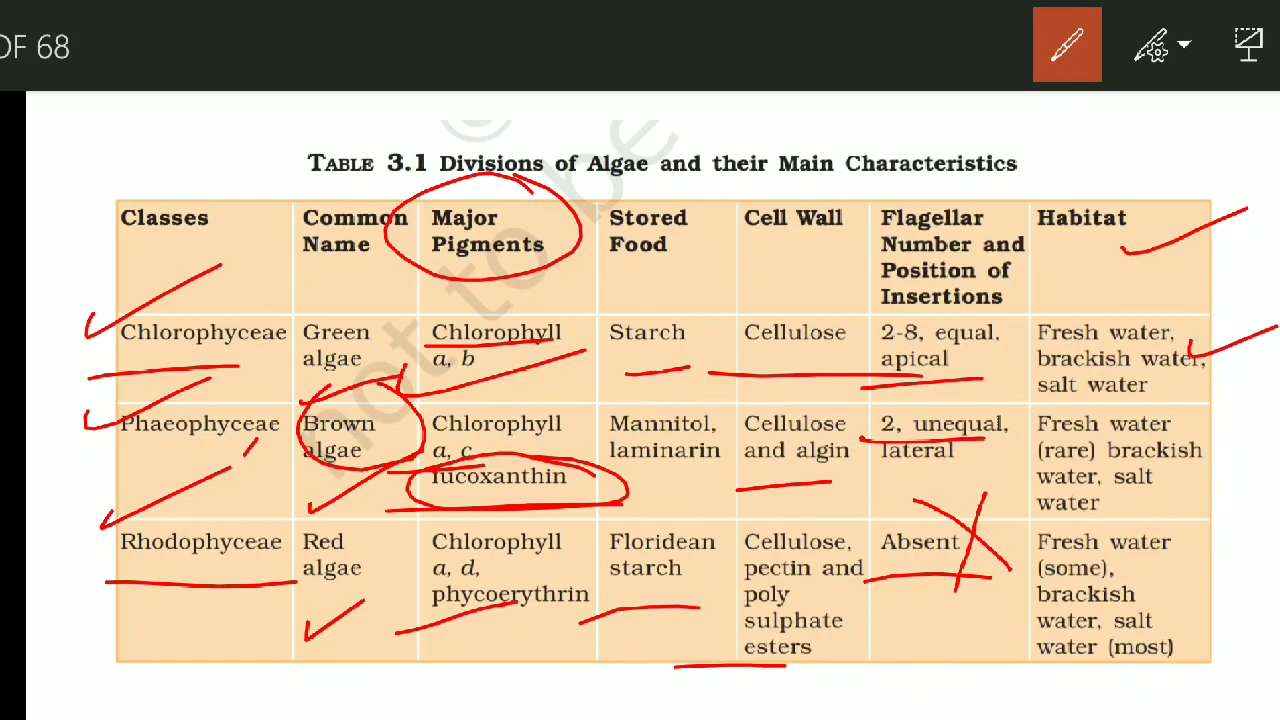 DF 68
not to be
TABLE 3.1 Divisions of Algae and their Main Characteristics
Classes
Common
Name
Major
Pigments
Stored
Food
Cell Wall
Flagellar
Number and
Position of
Insertions
Habitat
Chlorophyceae
Green
algae
Chlorophyll
a, b
Starch
Cellulose
2-8, equal,
apical
Fresh water,
brackish water,
salt water
Phaeophyceae
Brown
algae
Chlorophyll
a, c
fucoxanthin
Mannitol,
laminarin
Cellulose
and algin
2, unequal,
lateral
Fresh water
(rare) brackish
water, salt
water
Rhodophyceae
Red
algae
Chlorophyll
a, d,
phycoerythrin
Floridean
starch
Cellulose,
pectin and
poly
sulphate
esters
Absent
Fresh water
(some),
brackish
water, salt
water (most)